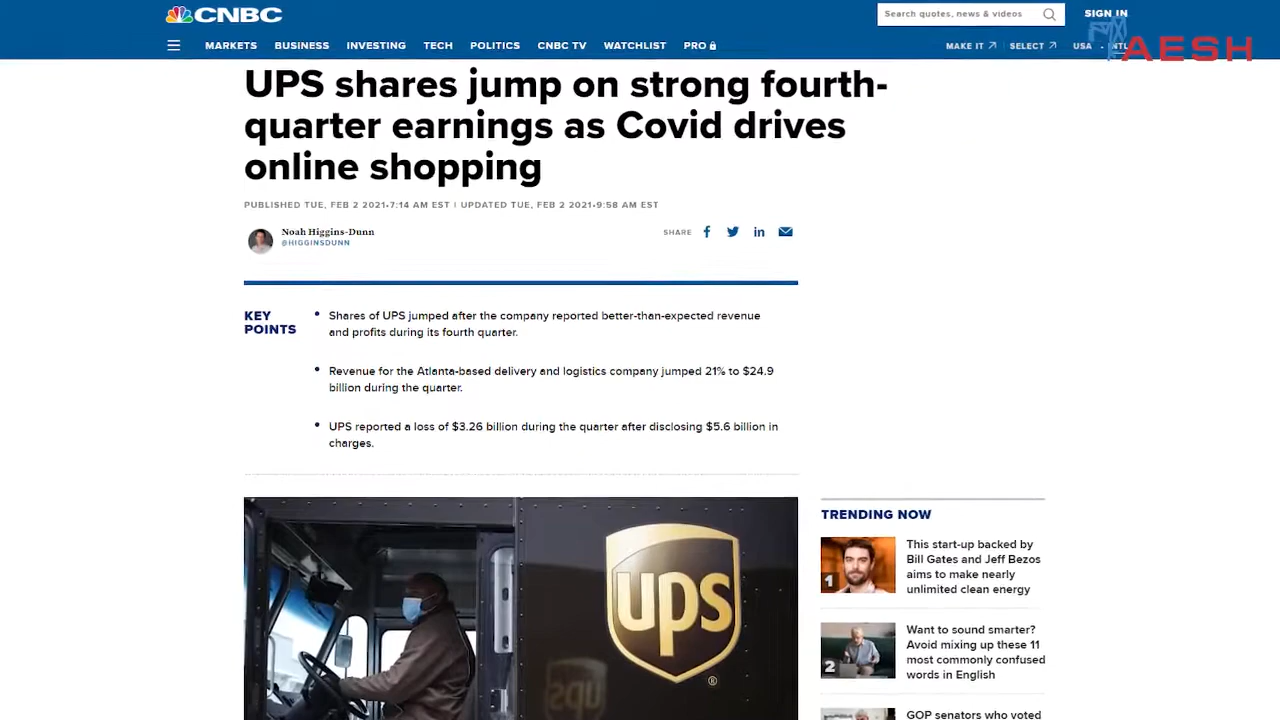 CNBC
Search quotes, news & videos
SIGN IN
MARKETS BUSINESS INVESTING TECH POLITICS CNBC TV WATCHLIST PRO
MAKE IT SELECT USA • INTL
AESH
UPS shares jump on strong fourth-
quarter earnings as Covid drives
online shopping
PUBLISHED TUE, FEB 2 2021•7:14 AM EST | UPDATED TUE, FEB 2 2021•9:58 AM EST
Noah Higgins-Dunn
@HIGGINSDUNN
SHARE
KEY
POINTS
• Shares of UPS jumped after the company reported better-than-expected revenue
and profits during its fourth quarter.
• Revenue for the Atlanta-based delivery and logistics company jumped 21% to $24.9
billion during the quarter.
• UPS reported a loss of $3.26 billion during the quarter after disclosing $5.6 billion in
charges.
ups
®
ups
TRENDING NOW
1
This start-up backed by
Bill Gates and Jeff Bezos
aims to make nearly
unlimited clean energy
2
Want to sound smarter?
Avoid mixing up these 11
most commonly confused
words in English
GOP senators who voted